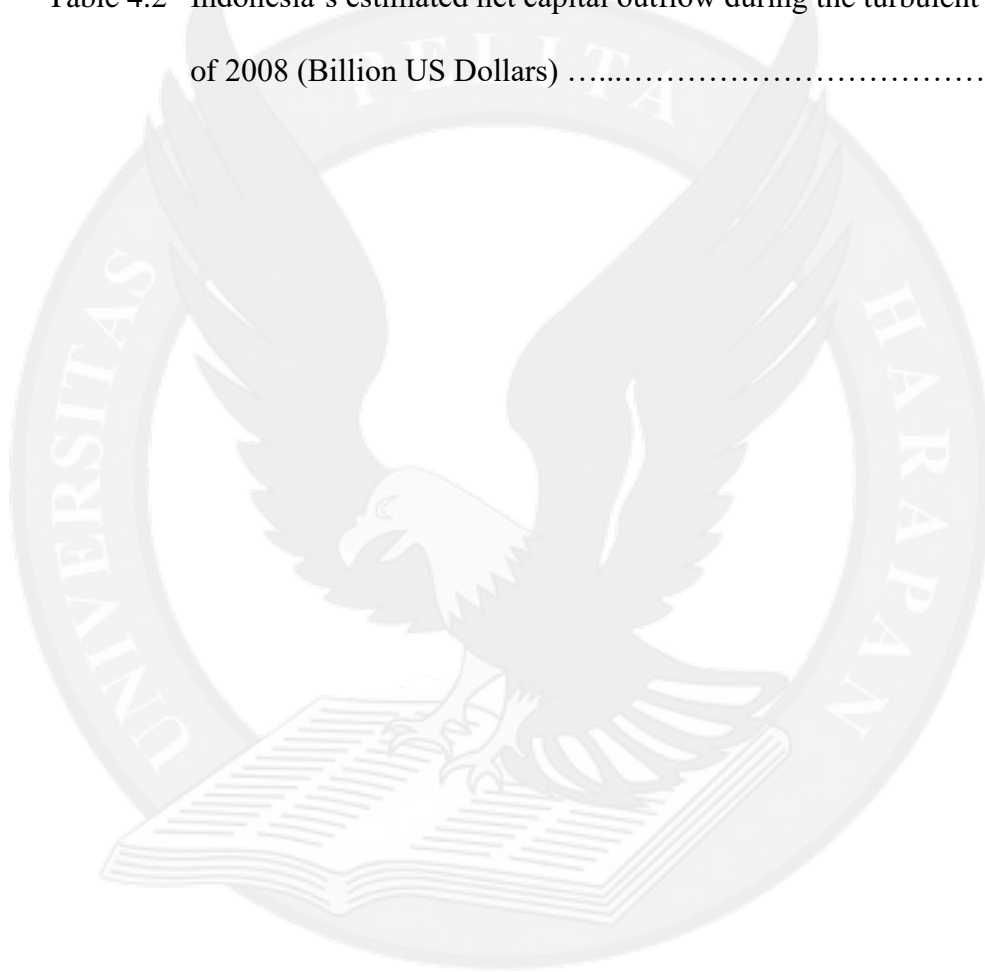 Table 4.2 Indonesia's estimated net capital outflow during the turbulent
of 2008 (Billion US Dollars) …...………………………………
UNIVERSITAS PELITA HARAPAN